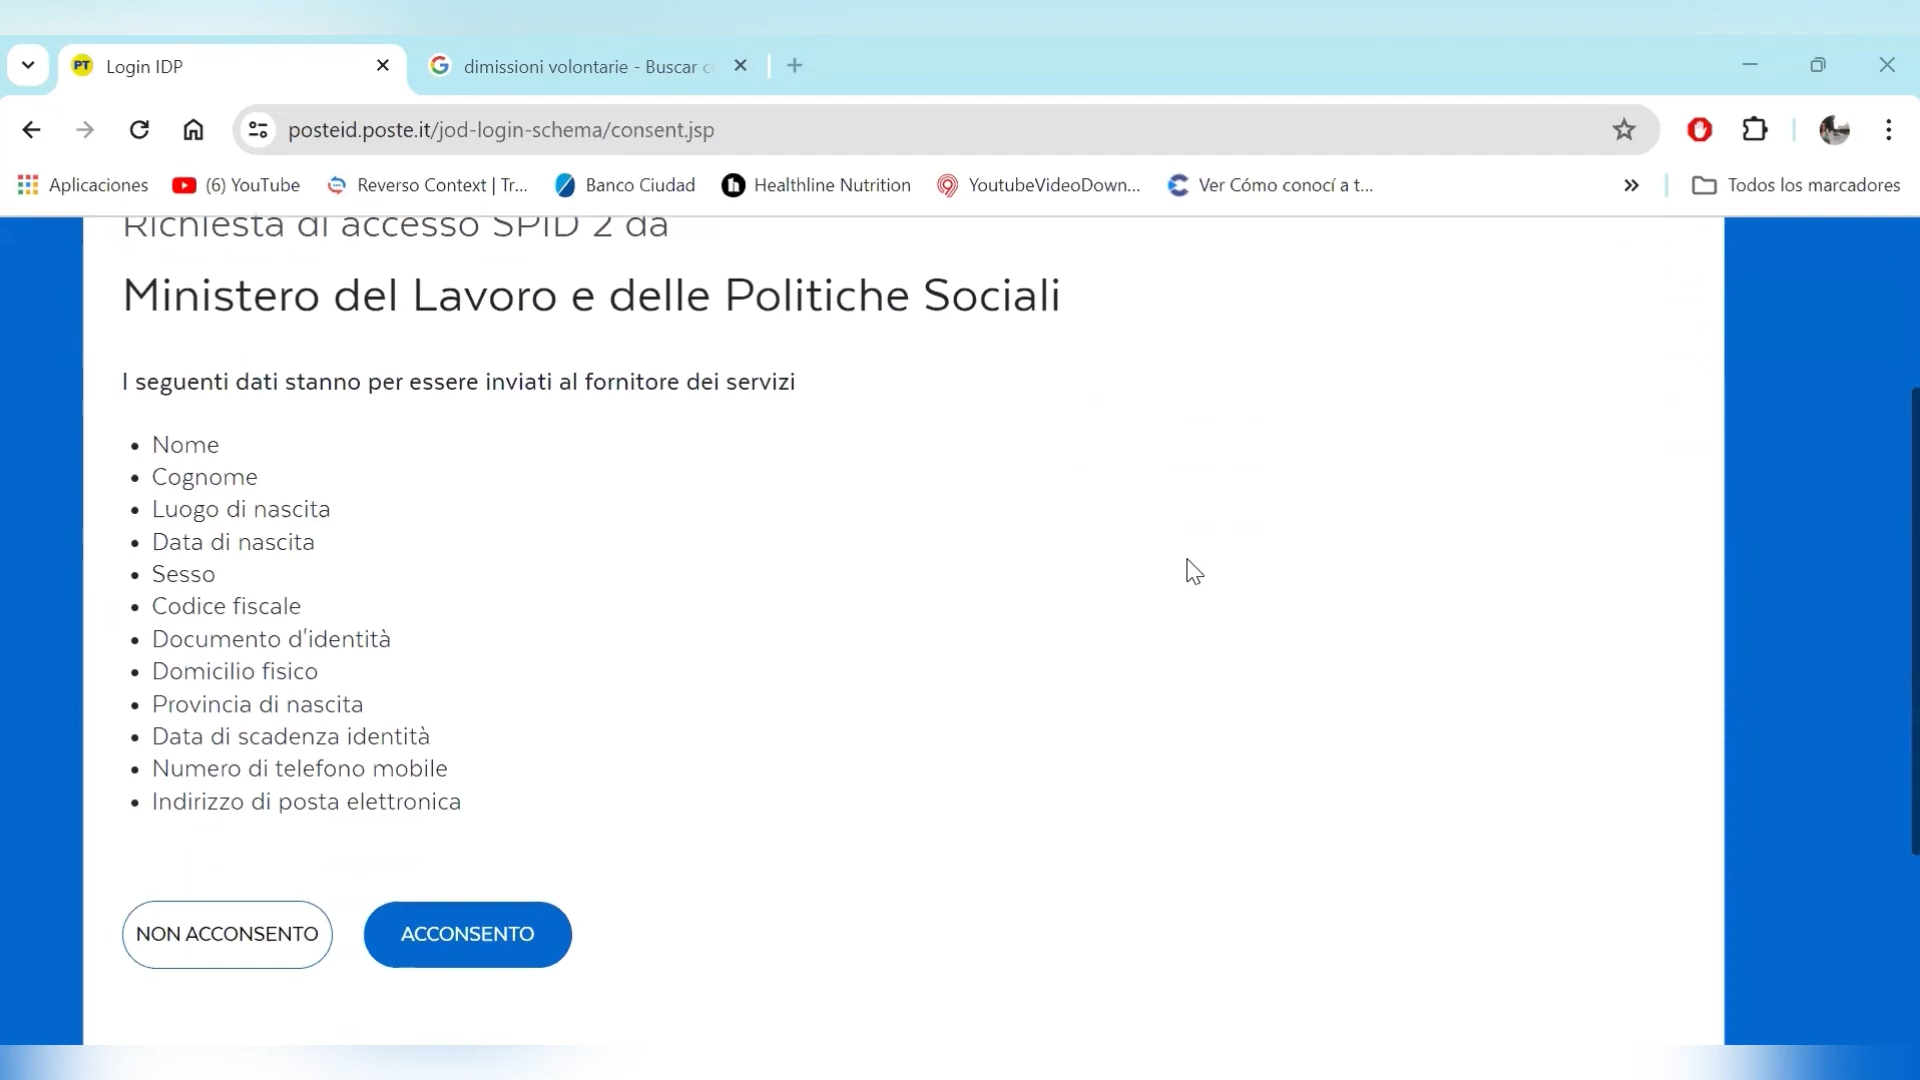 PT Login IDP
dimissioni volontarie - Buscar c
posteid.poste.it/jod-login-schema/consent.jsp
Aplicaciones
(6) YouTube
Reverso Context | Tr...
Banco Ciudad
Healthline Nutrition
YoutubeVideoDown...
Ver Cómo conocí a t...
Todos los marcadores
Richiesta di accesso SPID 2 da
Ministero del Lavoro e delle Politiche Sociali
I seguenti dati stanno per essere inviati al fornitore dei servizi
• Nome
• Cognome
• Luogo di nascita
• Data di nascita
• Sesso
• Codice fiscale
• Documento d'identità
• Domicilio fisico
• Provincia di nascita
• Data di scadenza identità
• Numero di telefono mobile
• Indirizzo di posta elettronica
NON ACCONSENTO
ACCONSENTO